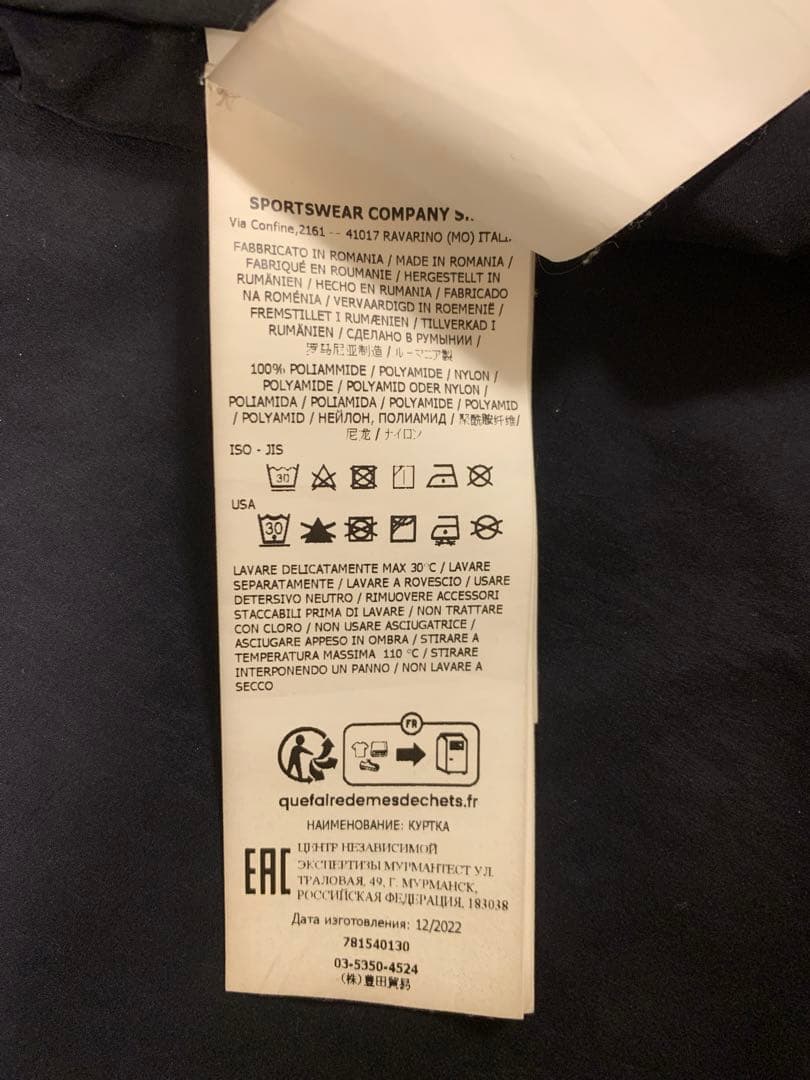 SPORTSWEAR COMPANY S.
Via Confine,2161 -- 41017 RAVARINO (MO) ITAL
FABBRICATO IN ROMANIA / MADE IN ROMANIA /
FABRIQUÉ EN ROUMANIE / HERGESTELLT IN
RUMÄNIEN / HECHO EN RUMANIA / FABRICADO
NA ROMÉNIA / VERVAARDIGD IN ROEMENIË /
FREMSTILLET I RUMÆNIEN / TILLVERKAD I
RUMÄNIEN / СДЕЛАНО В РУМЫНИИ /
罗马尼亚制造 / ルーマニア製
100% POLIAMMIDE / POLYAMIDE / NYLON /
POLYAMIDE / POLYAMID ODER NYLON /
POLIAMIDA / POLIAMIDA / POLYAMIDE / POLYAMID
/ POLYAMID / НЕЙЛОН, ПОЛИАМИД / 聚酰胺纤维/
尼龙 / ナイロン
ISO - JIS
30
USA
30
LAVARE DELICATAMENTE MAX 30°C / LAVARE
SEPARATAMENTE / LAVARE A ROVESCIO / USARE
DETERSIVO NEUTRO / RIMUOVERE ACCESSORI
STACCABILI PRIMA DI LAVARE / NON TRATTARE
CON CLORO / NON USARE ASCIUGATRICE /
ASCIUGARE APPESO IN OMBRA / STIRARE A
TEMPERATURA MASSIMA 110 °C / STIRARE
INTERPONENDO UN PANNO / NON LAVARE A
SECCO
FR
quefairedemesdechets.fr
НАИМЕНОВАНИЕ: КУРТКА
EAC
ЦЕНТР НЕЗАВИСИМОЙ
ЭКСПЕРТИЗЫ МУРМАНТЕСТ УЛ.
ТРАЛОВАЯ, 49, Г. МУРМАНСК,
РОССИЙСКАЯ ФЕДЕРАЦИЯ, 183038
Дата изготовления: 12/2022
781540130
03-5350-4524
(株)豊田貿易